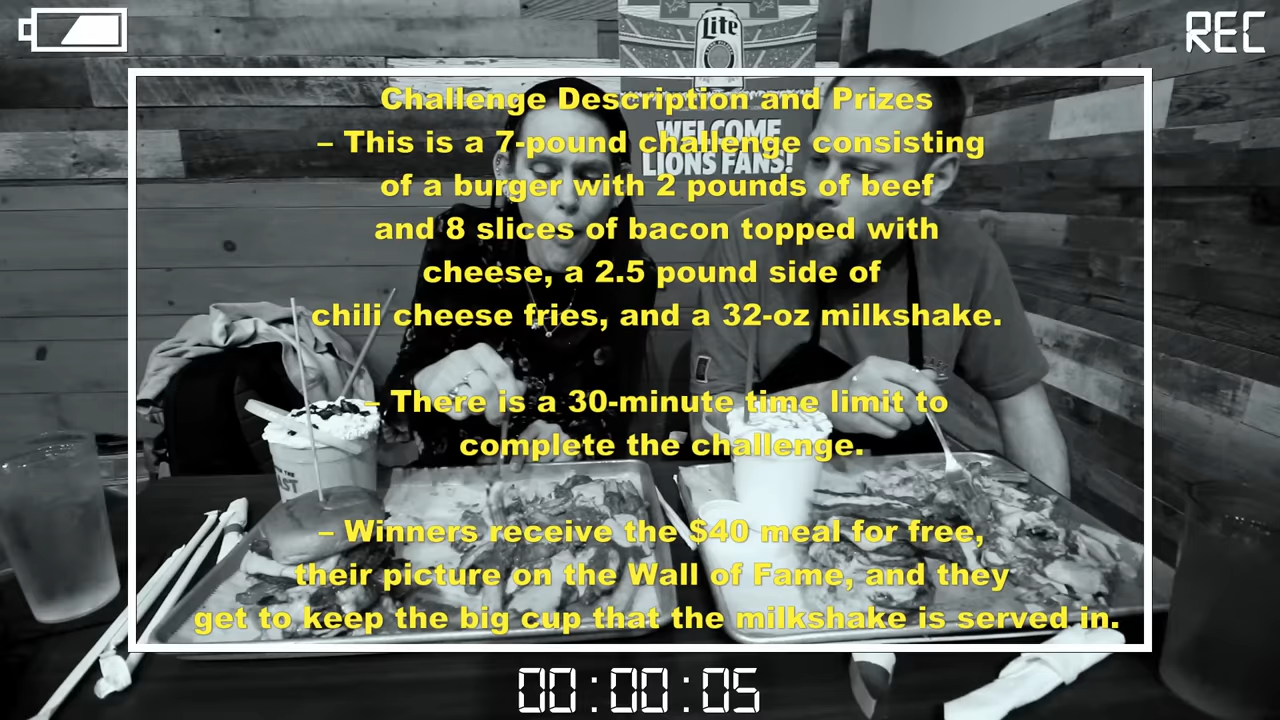 REC
Lite
WELCOME
LIONS FANS!
Challenge Description and Prizes
– This is a 7-pound challenge consisting
of a burger with 2 pounds of beef
and 8 slices of bacon topped with
cheese, a 2.5 pound side of
chili cheese fries, and a 32-oz milkshake.
– There is a 30-minute time limit to
complete the challenge.
– Winners receive the $40 meal for free,
their picture on the Wall of Fame, and they
get to keep the big cup that the milkshake is served in.
00:00:05